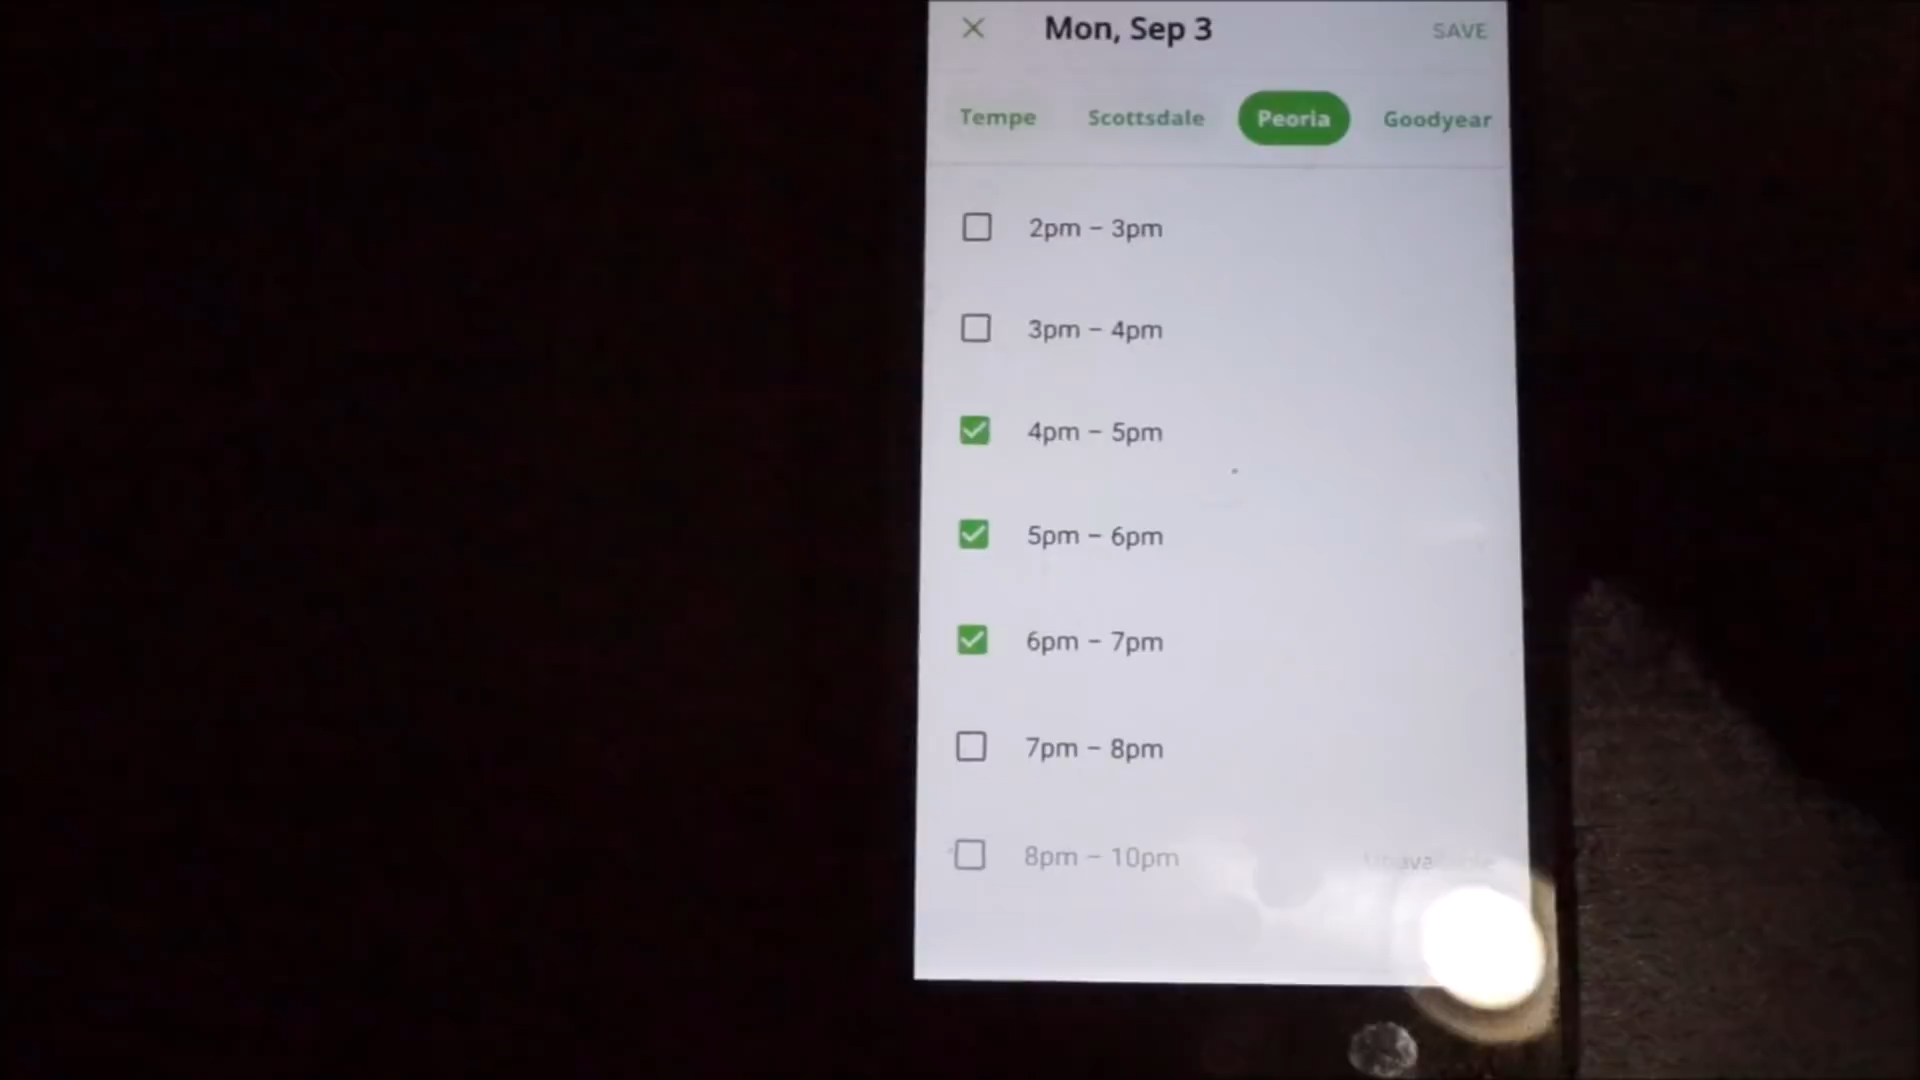 Mon, Sep 3 SAVE
Tempe Scottsdale Peoria Goodyear
2pm – 3pm
3pm – 4pm
4pm – 5pm
5pm – 6pm
6pm – 7pm
7pm – 8pm
8pm – 10pm